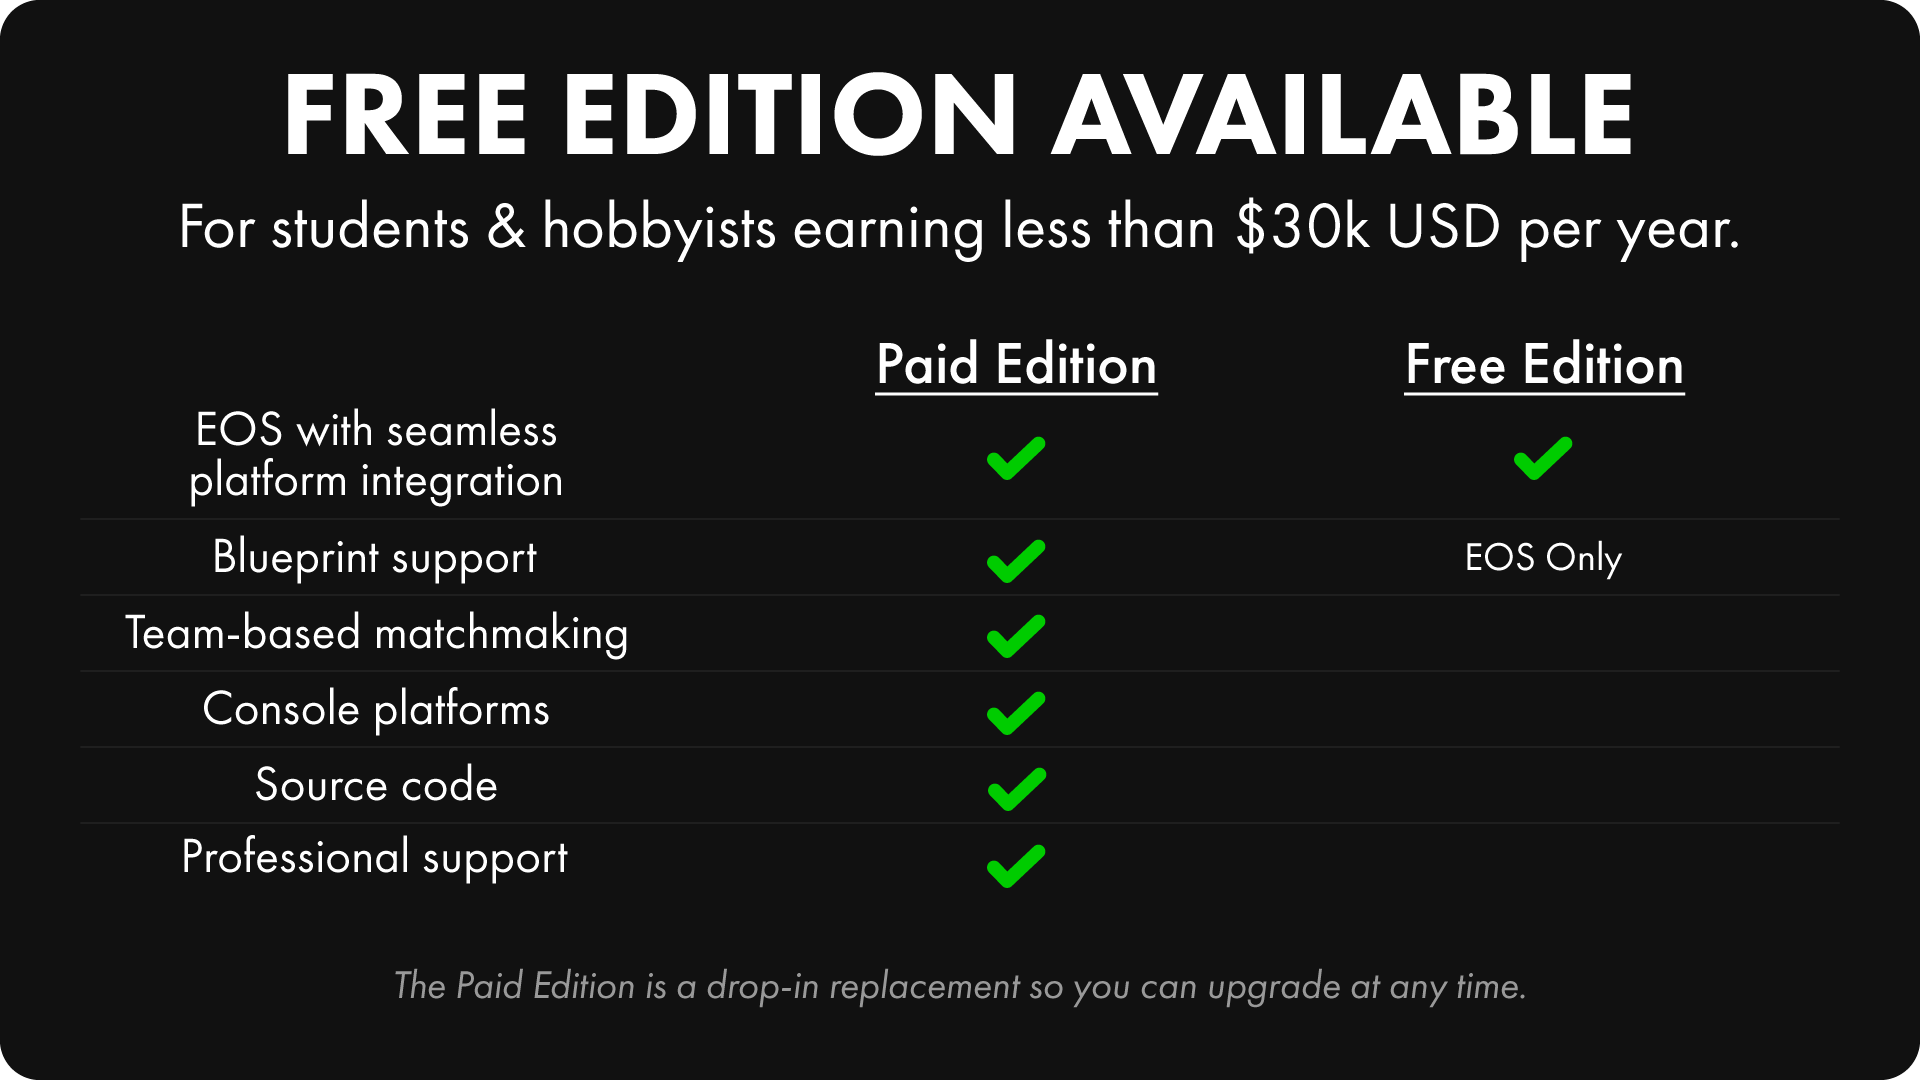 FREE EDITION AVAILABLE
For students & hobbyists earning less than $30k USD per year.
Paid Edition
Free Edition
EOS with seamless
platform integration
Blueprint support
EOS Only
Team-based matchmaking
Console platforms
Source code
Professional support
The Paid Edition is a drop-in replacement so you can upgrade at any time.